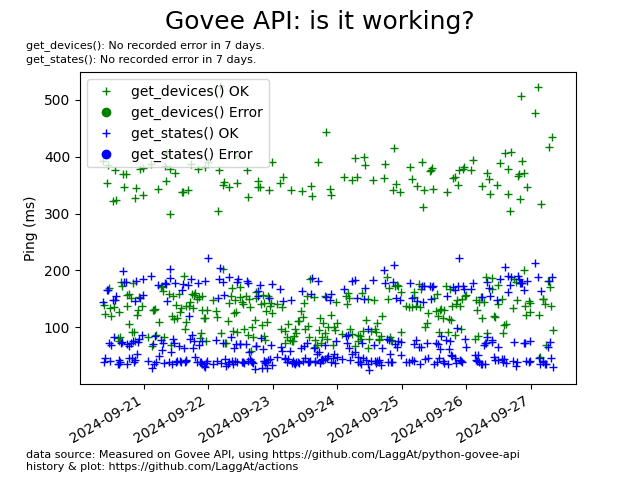 Govee API: is it working?
get_devices(): No recorded error in 7 days.
get_states(): No recorded error in 7 days.
get_devices() OK
get_devices() Error
get_states() OK
get_states() Error
Ping (ms)
500
400
300
200
100
2024-09-21
2024-09-22
2024-09-23
2024-09-24
2024-09-25
2024-09-26
2024-09-27
data source: Measured on Govee API, using https://github.com/LaggAt/python-govee-api
history & plot: https://github.com/LaggAt/actions